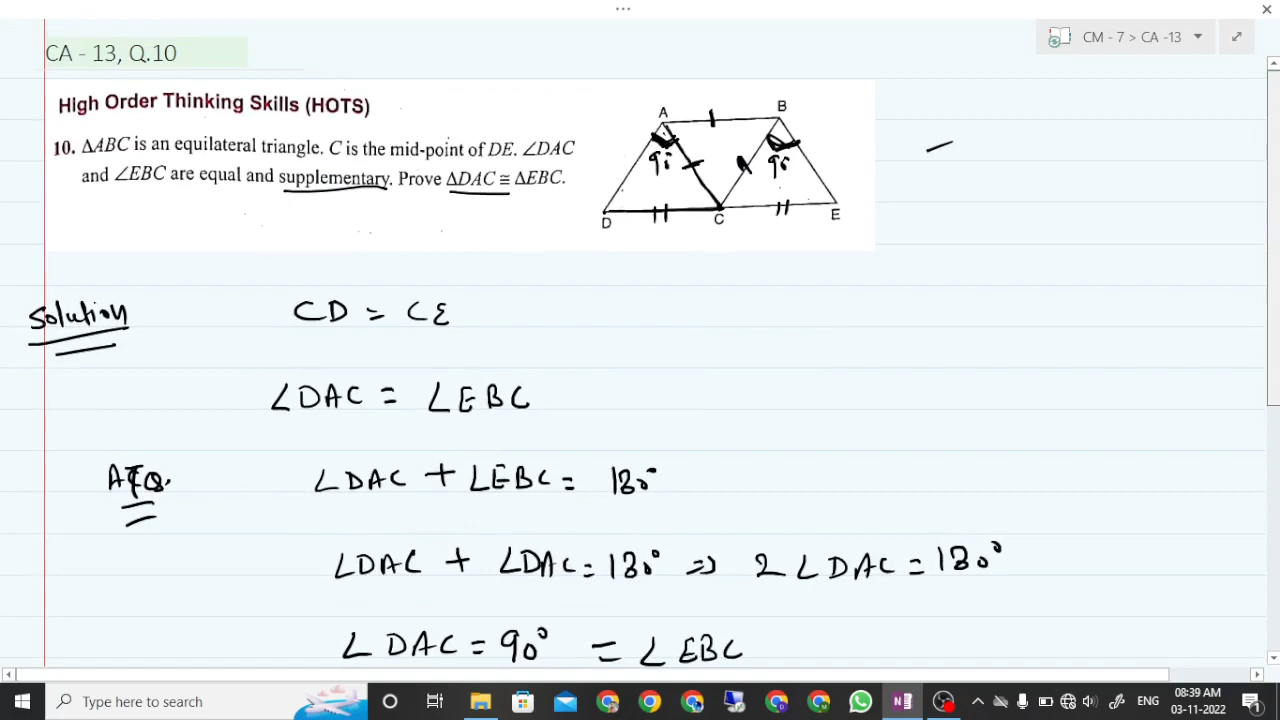 CA - 13, Q.10
CM - 7 > CA -13
High Order Thinking Skills (HOTS)
10. ΔABC is an equilateral triangle. C is the mid-point of DE. ∠DAC
and ∠EBC are equal and supplementary. Prove ΔDAC ≅ ΔEBC.
A B
90° 90°
D C E
Solution CD = CE
∠DAC = ∠EBC
ATQ. ∠DAC + ∠EBC = 180°
∠DAC + ∠DAC = 180° => 2∠DAC = 180°
∠DAC = 90° = ∠EBC
Type here to search
ENG
08:39 AM
03-11-2022
1